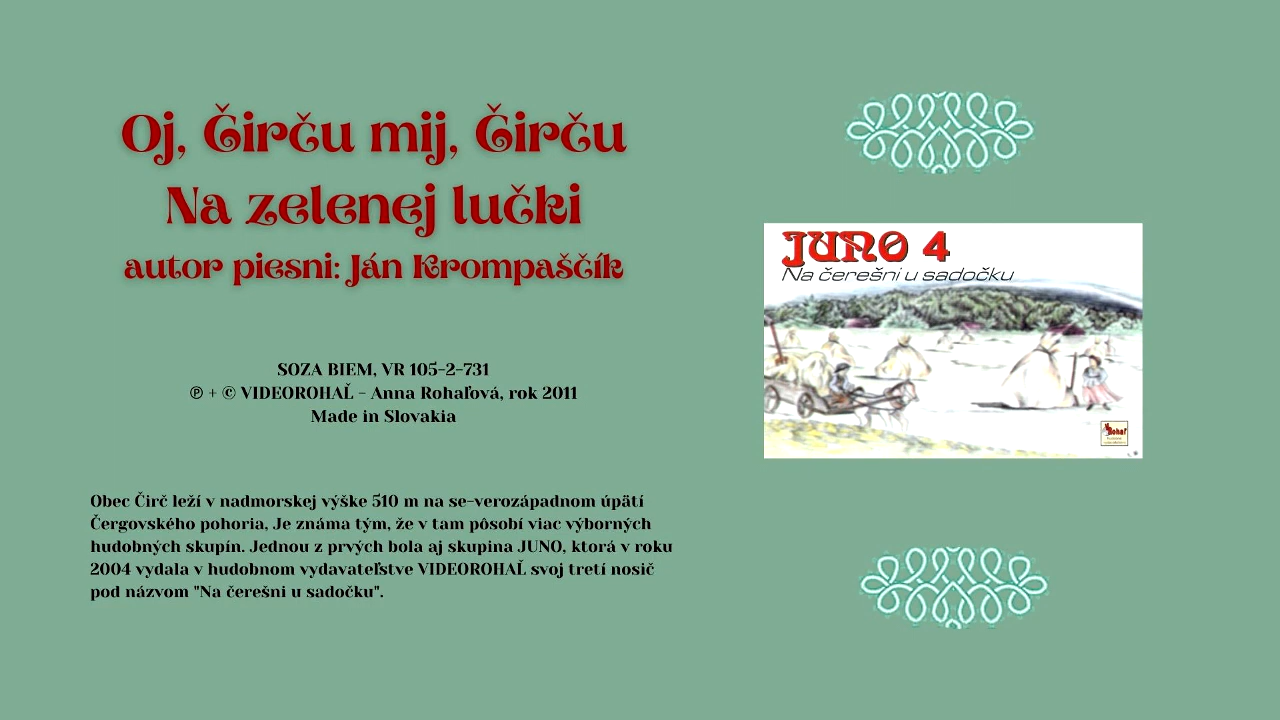 Oj, Čirču mij, Čirču
Na zelenej lučki
autor piesni: Ján Krompaščík
SOZA BIEM, VR 105-2-731
℗ + © VIDEOROHAĽ - Anna Rohaľová, rok 2011
Made in Slovakia
Obec Čirč leží v nadmorskej výške 510 m na se-verozápadnom úpätí
Čergovského pohoria, Je známa tým, že v tam pôsobí viac výborných
hudobných skupín. Jednou z prvých bola aj skupina JUNO, ktorá v roku
2004 vydala v hudobnom vydavateľstve VIDEOROHAĽ svoj tretí nosič
pod názvom "Na čerešni u sadočku".
JUNO 4
Na čerešni u sadočku
Rohaľ